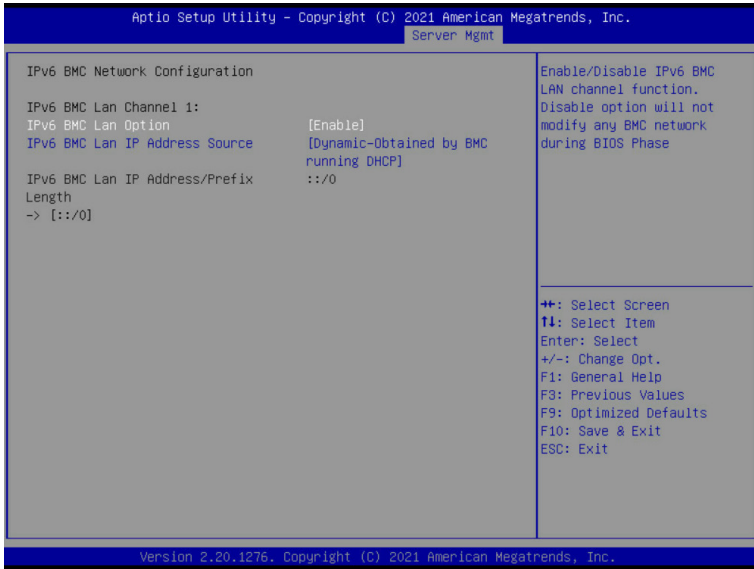 Aptio Setup Utility – Copyright (C) 2021 American Megatrends, Inc.
Server Mgmt
IPv6 BMC Network Configuration
IPv6 BMC Lan Channel 1:
IPv6 BMC Lan Option [Enable]
IPv6 BMC Lan IP Address Source [Dynamic-Obtained by BMC
running DHCP]
IPv6 BMC Lan IP Address/Prefix ::/0
Length
-> [::/0]
Enable/Disable IPv6 BMC
LAN channel function.
Disable option will not
modify any BMC network
during BIOS Phase
→←: Select Screen
↑↓: Select Item
Enter: Select
+/-: Change Opt.
F1: General Help
F3: Previous Values
F9: Optimized Defaults
F10: Save & Exit
ESC: Exit
Version 2.20.1276. Copyright (C) 2021 American Megatrends, Inc.